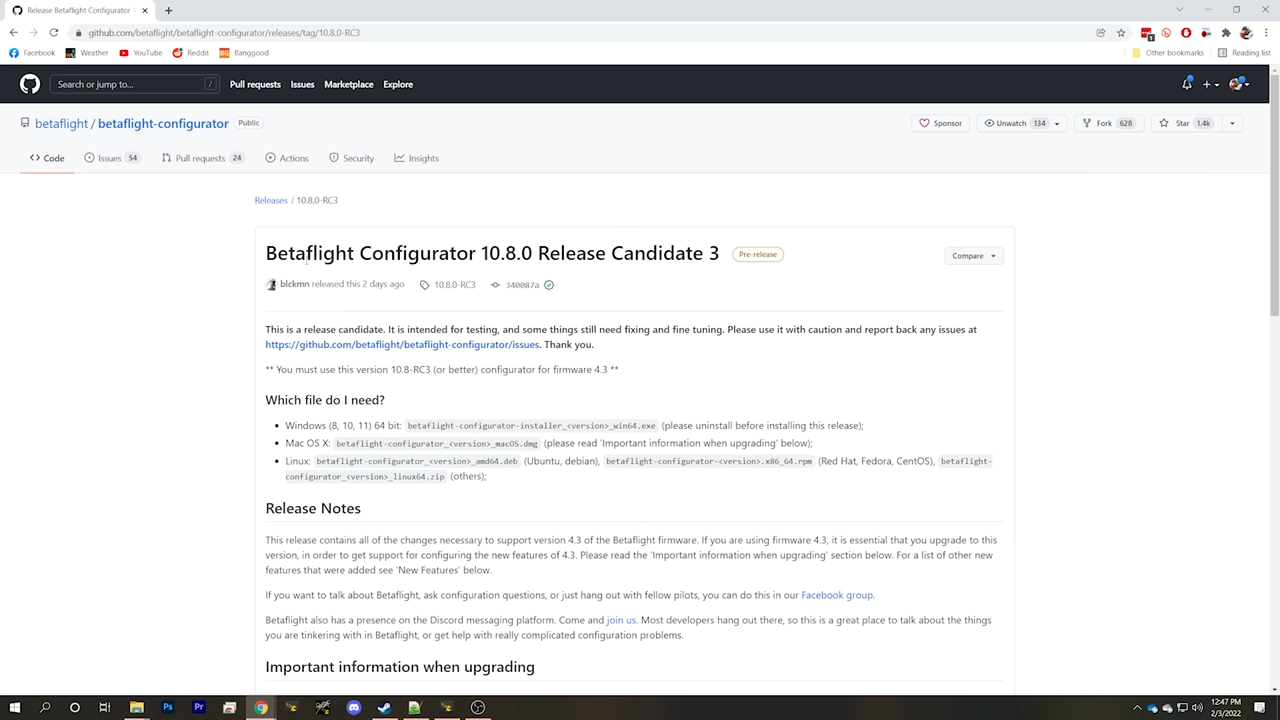 Release Betaflight Configurator
github.com/betaflight/betaflight-configurator/releases/tag/10.8.0-RC3
Facebook Weather YouTube Reddit Banggood Other bookmarks Reading list
Search or jump to... / Pull requests Issues Marketplace Explore
betaflight / betaflight-configurator Public Sponsor Unwatch 134 Fork 628 Star 1.4k
Code Issues 54 Pull requests 24 Actions Security Insights
Releases / 10.8.0-RC3
Betaflight Configurator 10.8.0 Release Candidate 3 Pre-release Compare
blckmn released this 2 days ago 10.8.0-RC3 340087a
This is a release candidate. It is intended for testing, and some things still need fixing and fine tuning. Please use it with caution and report back any issues at
https://github.com/betaflight/betaflight-configurator/issues. Thank you.
** You must use this version 10.8-RC3 (or better) configurator for firmware 4.3 **
Which file do I need?
• Windows (8, 10, 11) 64 bit: betaflight-configurator-installer_<version>_win64.exe (please uninstall before installing this release);
• Mac OS X: betaflight-configurator_<version>_macOS.dmg (please read 'Important information when upgrading' below);
• Linux: betaflight-configurator_<version>_amd64.deb (Ubuntu, debian), betaflight-configurator-<version>.x86_64.rpm (Red Hat, Fedora, CentOS), betaflight-
configurator_<version>_linux64.zip (others);
Release Notes
This release contains all of the changes necessary to support version 4.3 of the Betaflight firmware. If you are using firmware 4.3, it is essential that you upgrade to this
version, in order to get support for configuring the new features of 4.3. Please read the 'Important information when upgrading' section below. For a list of other new
features that were added see 'New Features' below.
If you want to talk about Betaflight, ask configuration questions, or just hang out with fellow pilots, you can do this in our Facebook group.
Betaflight also has a presence on the Discord messaging platform. Come and join us. Most developers hang out there, so this is a great place to talk about the things
you are tinkering with in Betaflight, or get help with really complicated configuration problems.
Important information when upgrading
12:47 PM
2/3/2022